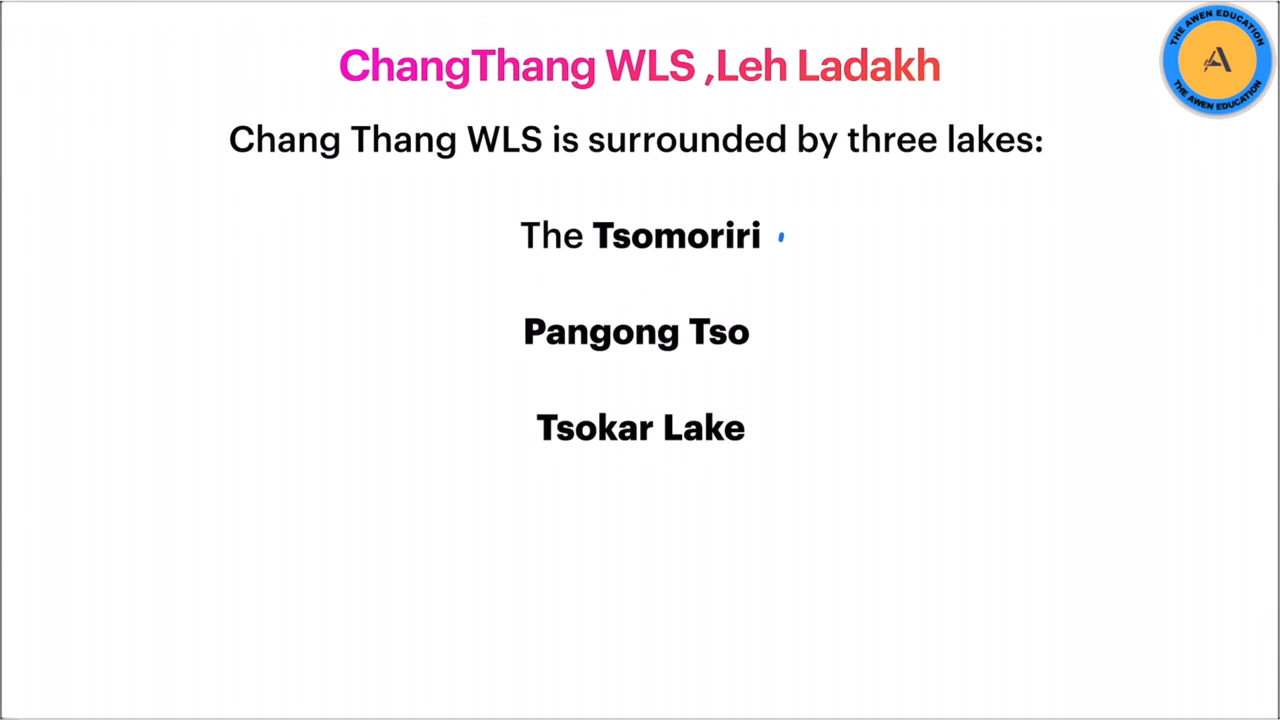 ChangThang WLS ,Leh Ladakh
Chang Thang WLS is surrounded by three lakes:
The Tsomoriri
Pangong Tso
Tsokar Lake
THE AWEN EDUCATION
A
THE AWEN EDUCATION